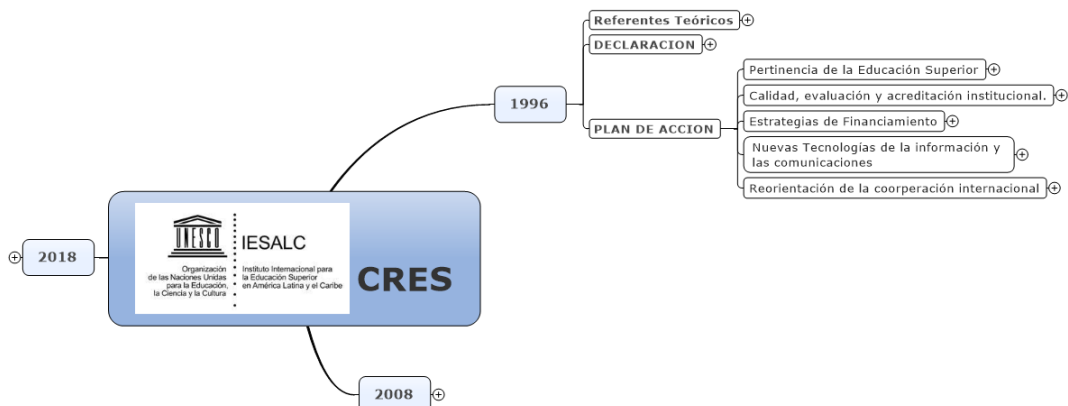 Referentes Teóricos
DECLARACION
1996
PLAN DE ACCION
Pertinencia de la Educación Superior
Calidad, evaluación y acreditación institucional.
Estrategias de Financiamiento
Nuevas Tecnologías de la información y
las comunicaciones
Reorientación de la coorperación internacional
2018
UNESCO
Organización
de las Naciones Unidas
para la Educación,
la Ciencia y la Cultura
IESALC
Instituto Internacional para
la Educación Superior
en América Latina y el Caribe
CRES
2008